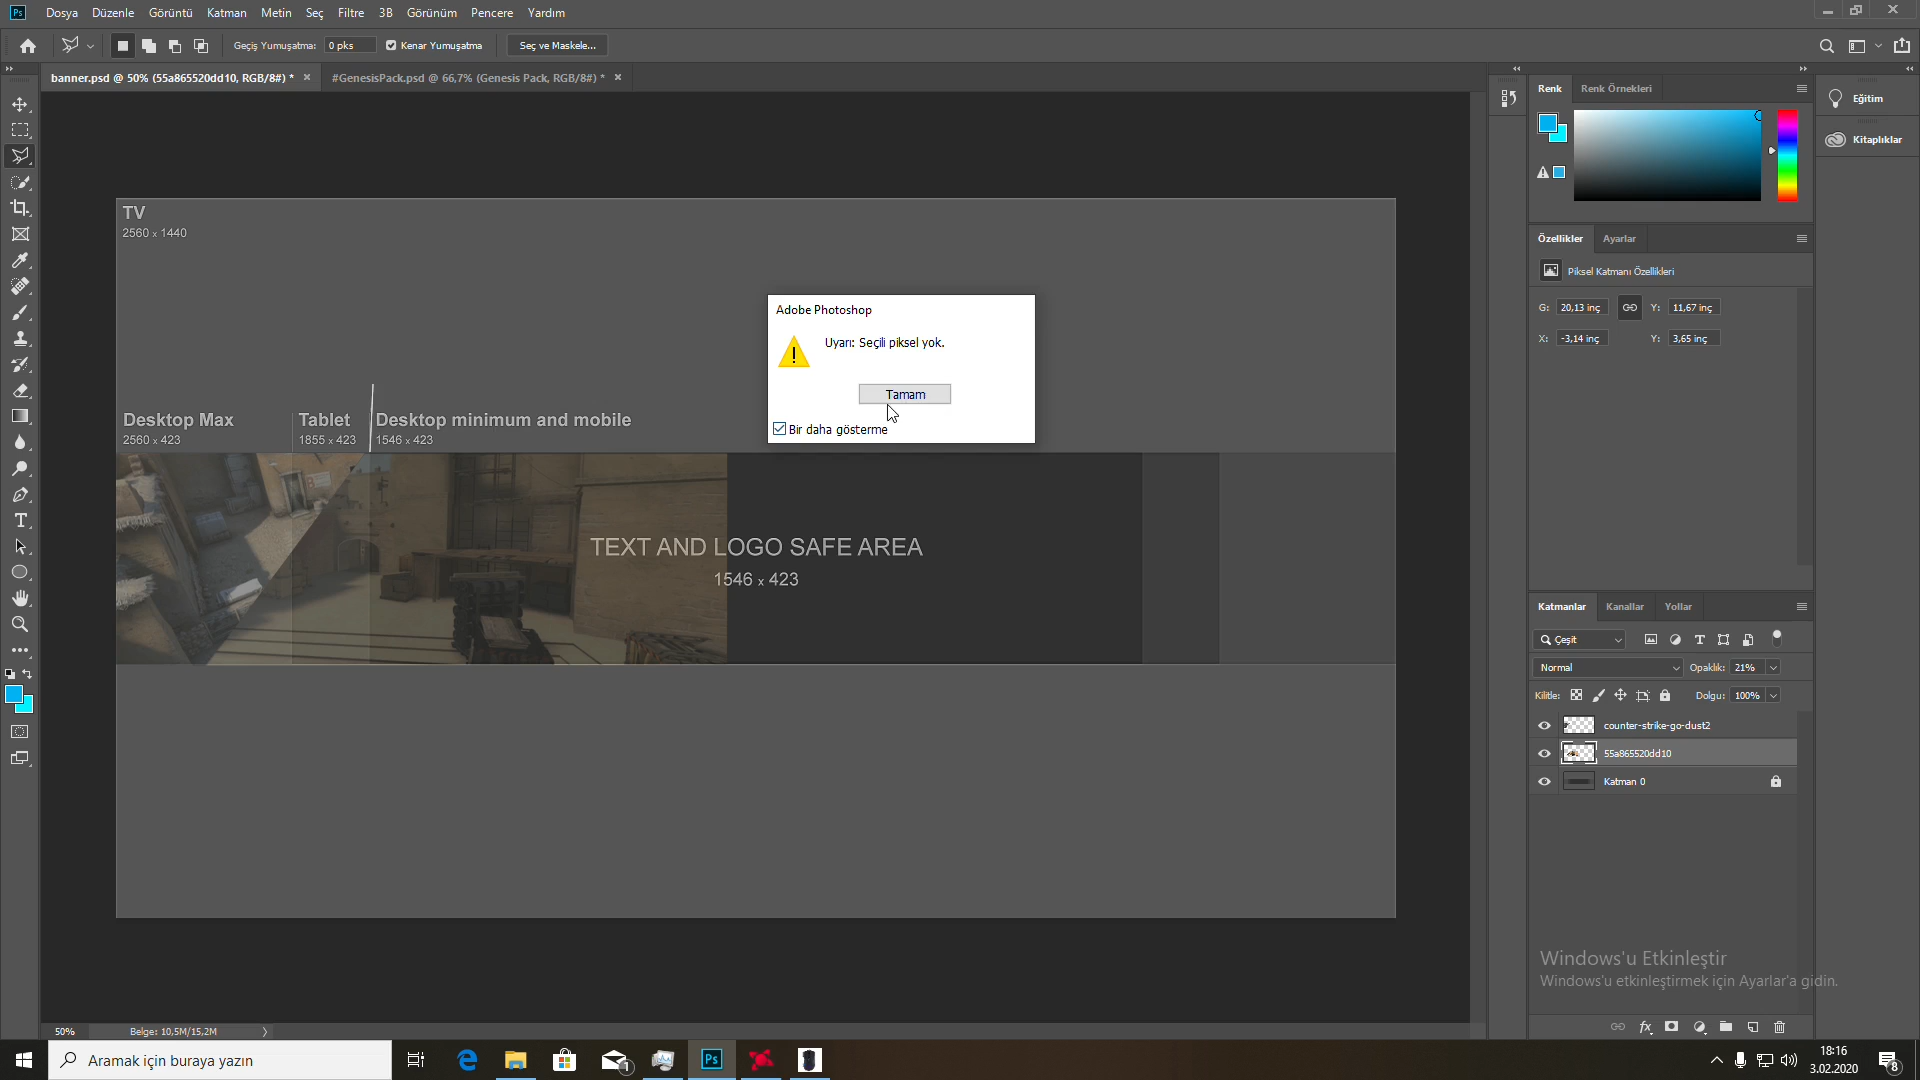 Ps Dosya Düzenle Görüntü Katman Metin Seç Filtre 3B Görünüm Pencere Yardım
Geçiş Yumuşatma: 0 pks Kenar Yumuşatma Seç ve Maskele...
banner.psd @ 50% (55a865520dd10, RGB/8#) * × #GenesisPack.psd @ 66,7% (Genesis Pack, RGB/8#) * ×
Renk Renk Örnekleri
Eğitim
Kitaplıklar
TV
2560 x 1440
Özellikler Ayarlar
Piksel Katmanı Özellikleri
G: 20,13 inç Y: 11,67 inç
X: -3,14 inç Y: 3,65 inç
Adobe Photoshop
Uyarı: Seçili piksel yok.
Tamam
Bir daha gösterme
Desktop Max
2560 x 423
Tablet
1855 x 423
Desktop minimum and mobile
1546 x 423
TEXT AND LOGO SAFE AREA
1546 x 423
Katmanlar Kanallar Yollar
Çeşit
Normal Opaklık: 21%
Kilitle: Dolgu: 100%
counter-strike-go-dust2
55a865520dd10
Katman 0
Windows'u Etkinleştir
Windows'u etkinleştirmek için Ayarlar'a gidin.
50% Belge: 10,5M/15,2M
fx
Aramak için buraya yazın
1
Ps
18:16
3.02.2020
8